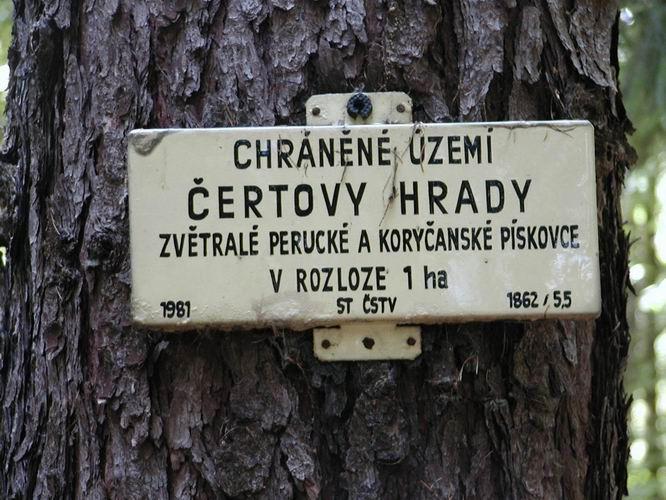 CHRÁNĚNÉ ÚZEMÍ
ČERTOVY HRADY
ZVĚTRALÉ PERUCKÉ A KORYČANSKÉ PÍSKOVCE
V ROZLOZE 1 ha
1981 ST ČSTV 1862 / 5,5